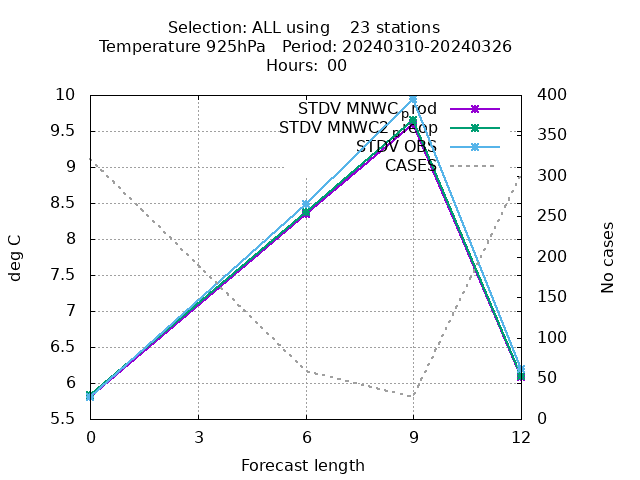 Selection: ALL using 23 stations
Temperature 925hPa Period: 20240310-20240326
Hours: 00
10
9.5
9
8.5
8
7.5
7
6.5
6
5.5
deg C
400
350
300
250
200
150
100
50
0
No cases
STDV MNWC_prod
STDV MNWC2_preop
STDV OBS
CASES
0 3 6 9 12
Forecast length